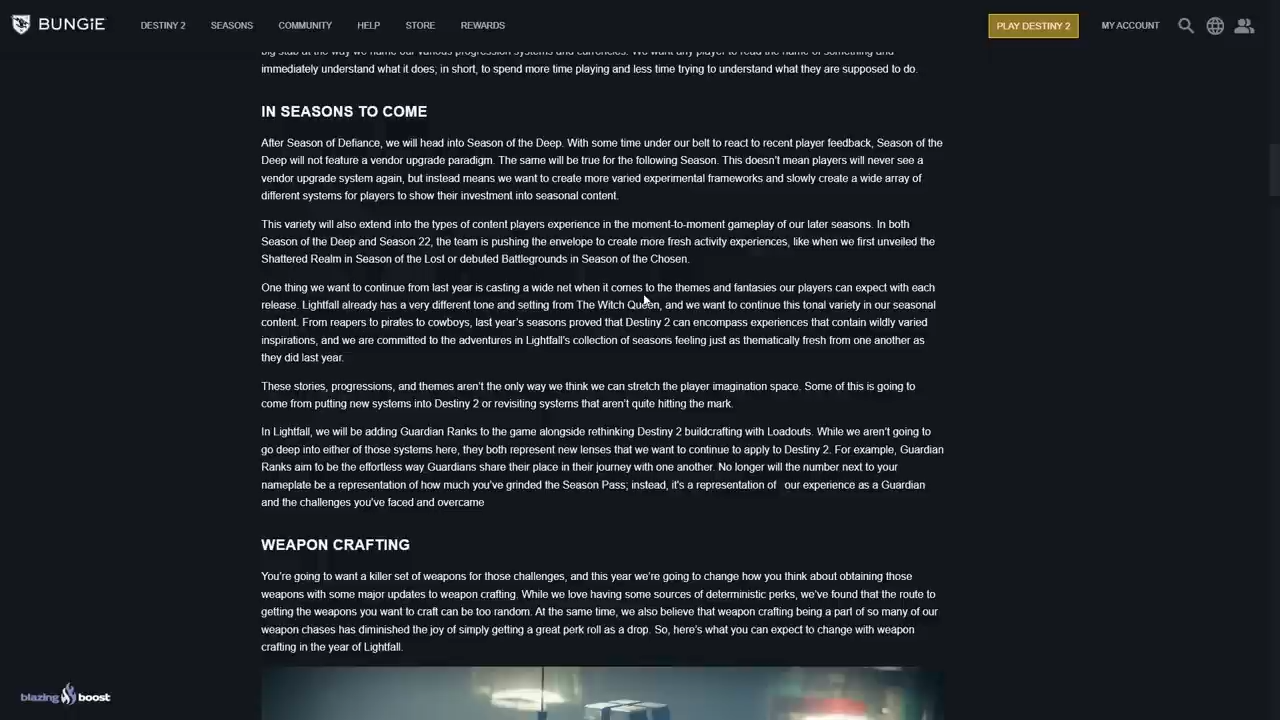 BUNGiE
DESTINY 2
SEASONS
COMMUNITY
HELP
STORE
REWARDS
PLAY DESTINY 2
MY ACCOUNT
big stab at the way we name our various progression systems and currencies. We want any player to read the name of something and
immediately understand what it does; in short, to spend more time playing and less time trying to understand what they are supposed to do.
IN SEASONS TO COME
After Season of Defiance, we will head into Season of the Deep. With some time under our belt to react to recent player feedback, Season of the
Deep will not feature a vendor upgrade paradigm. The same will be true for the following Season. This doesn't mean players will never see a
vendor upgrade system again, but instead means we want to create more varied experimental frameworks and slowly create a wide array of
different systems for players to show their investment into seasonal content.
This variety will also extend into the types of content players experience in the moment-to-moment gameplay of our later seasons. In both
Season of the Deep and Season 22, the team is pushing the envelope to create more fresh activity experiences, like when we first unveiled the
Shattered Realm in Season of the Lost or debuted Battlegrounds in Season of the Chosen.
One thing we want to continue from last year is casting a wide net when it comes to the themes and fantasies our players can expect with each
release. Lightfall already has a very different tone and setting from The Witch Queen, and we want to continue this tonal variety in our seasonal
content. From reapers to pirates to cowboys, last year's seasons proved that Destiny 2 can encompass experiences that contain wildly varied
inspirations, and we are committed to the adventures in Lightfall's collection of seasons feeling just as thematically fresh from one another as
they did last year.
These stories, progressions, and themes aren't the only way we think we can stretch the player imagination space. Some of this is going to
come from putting new systems into Destiny 2 or revisiting systems that aren't quite hitting the mark.
In Lightfall, we will be adding Guardian Ranks to the game alongside rethinking Destiny 2 buildcrafting with Loadouts. While we aren't going to
go deep into either of those systems here, they both represent new lenses that we want to continue to apply to Destiny 2. For example, Guardian
Ranks aim to be the effortless way Guardians share their place in their journey with one another. No longer will the number next to your
nameplate be a representation of how much you've grinded the Season Pass; instead, it's a representation of our experience as a Guardian
and the challenges you've faced and overcame
WEAPON CRAFTING
You're going to want a killer set of weapons for those challenges, and this year we're going to change how you think about obtaining those
weapons with some major updates to weapon crafting. While we love having some sources of deterministic perks, we've found that the route to
getting the weapons you want to craft can be too random. At the same time, we also believe that weapon crafting being a part of so many of our
weapon chases has diminished the joy of simply getting a great perk roll as a drop. So, here's what you can expect to change with weapon
crafting in the year of Lightfall.
blazing boost